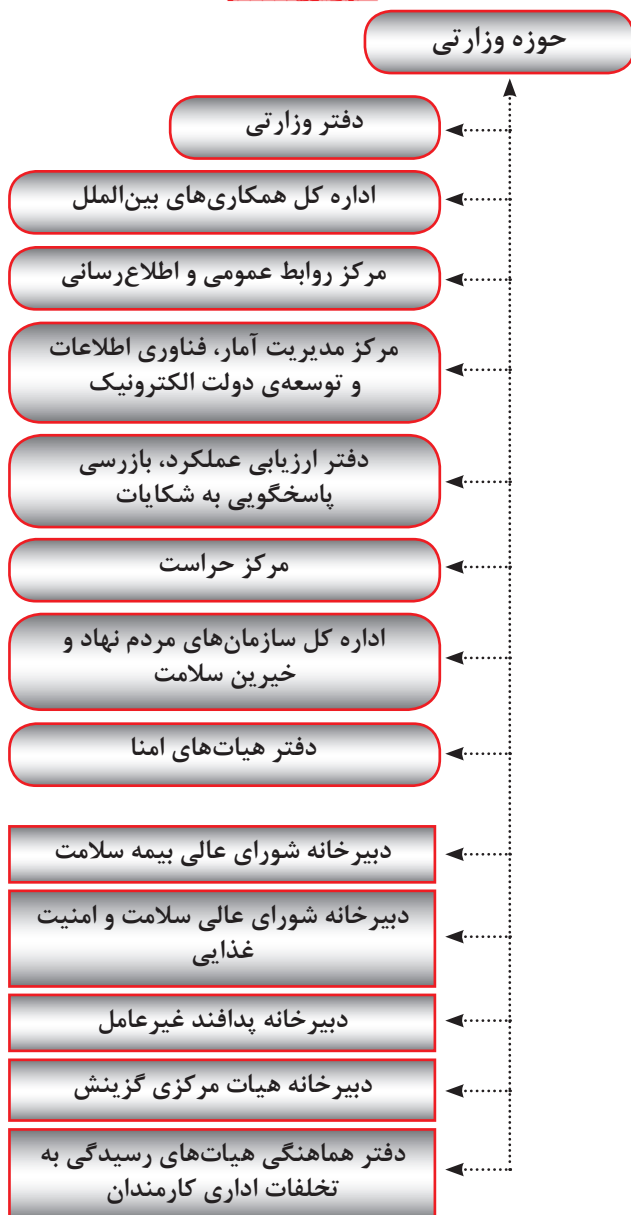 حوزه وزارتی
دفتر وزارتی
اداره کل همکاری‌های بین‌الملل
مرکز روابط عمومی و اطلاع‌رسانی
مرکز مدیریت آمار، فناوری اطلاعات
و توسعه‌ی دولت الکترونیک
دفتر ارزیابی عملکرد، بازرسی
پاسخگویی به شکایات
مرکز حراست
اداره کل سازمان‌های مردم نهاد و
خیرین سلامت
دفتر هیات‌های امنا
دبیرخانه شورای عالی بیمه سلامت
دبیرخانه شورای عالی سلامت و امنیت
غذایی
دبیرخانه پدافند غیرعامل
دبیرخانه هیات مرکزی گزینش
دفتر هماهنگی هیات‌های رسیدگی به
تخلفات اداری کارمندان